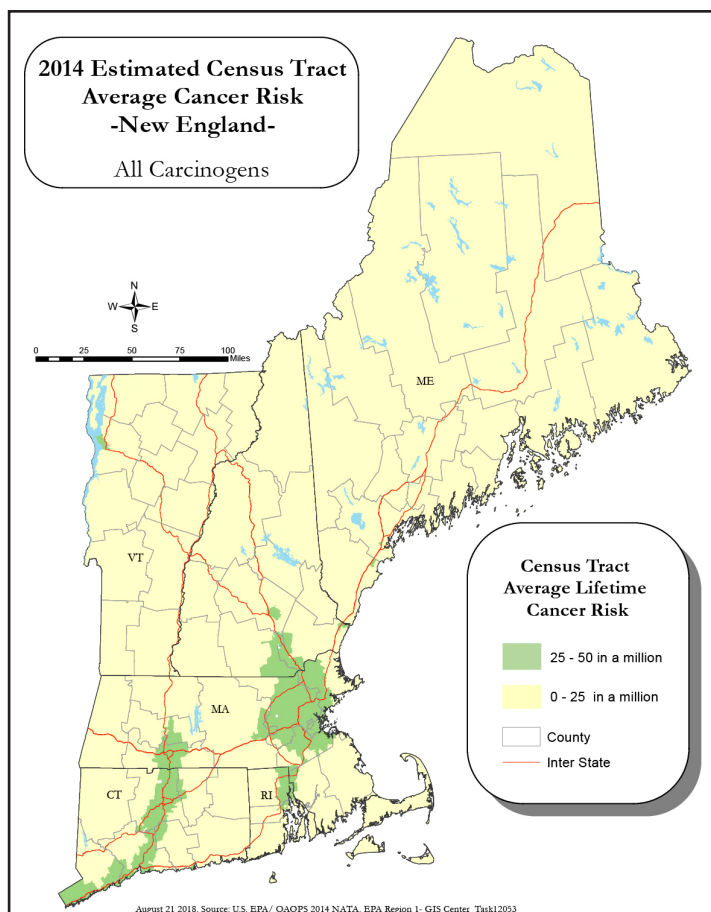 2014 Estimated Census Tract
Average Cancer Risk
-New England-
All Carcinogens
N
W E
S
0 25 50 75 100
Miles
ME
VT
MA
CT
RI
Census Tract
Average Lifetime
Cancer Risk
25 - 50 in a million
0 - 25 in a million
County
Inter State
August 21 2018, Source: U.S. EPA/ OAQPS 2014 NATA, EPA Region 1- GIS Center Task12053